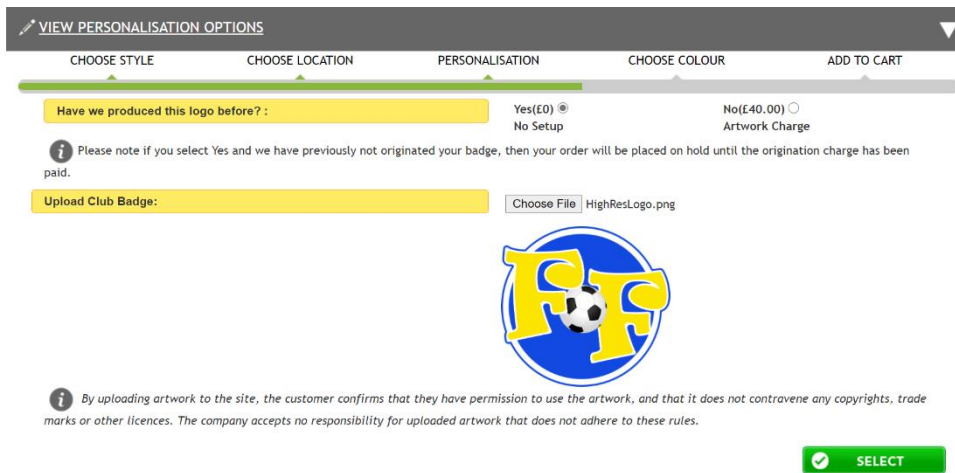 VIEW PERSONALISATION OPTIONS
CHOOSE STYLE CHOOSE LOCATION PERSONALISATION CHOOSE COLOUR ADD TO CART
Have we produced this logo before? : Yes(£0) No(£40.00)
No Setup Artwork Charge
i Please note if you select Yes and we have previously not originated your badge, then your order will be placed on hold until the origination charge has been
paid.
Upload Club Badge: Choose File HighResLogo.png
FF
i By uploading artwork to the site, the customer confirms that they have permission to use the artwork, and that it does not contravene any copyrights, trade
marks or other licences. The company accepts no responsibility for uploaded artwork that does not adhere to these rules.
SELECT